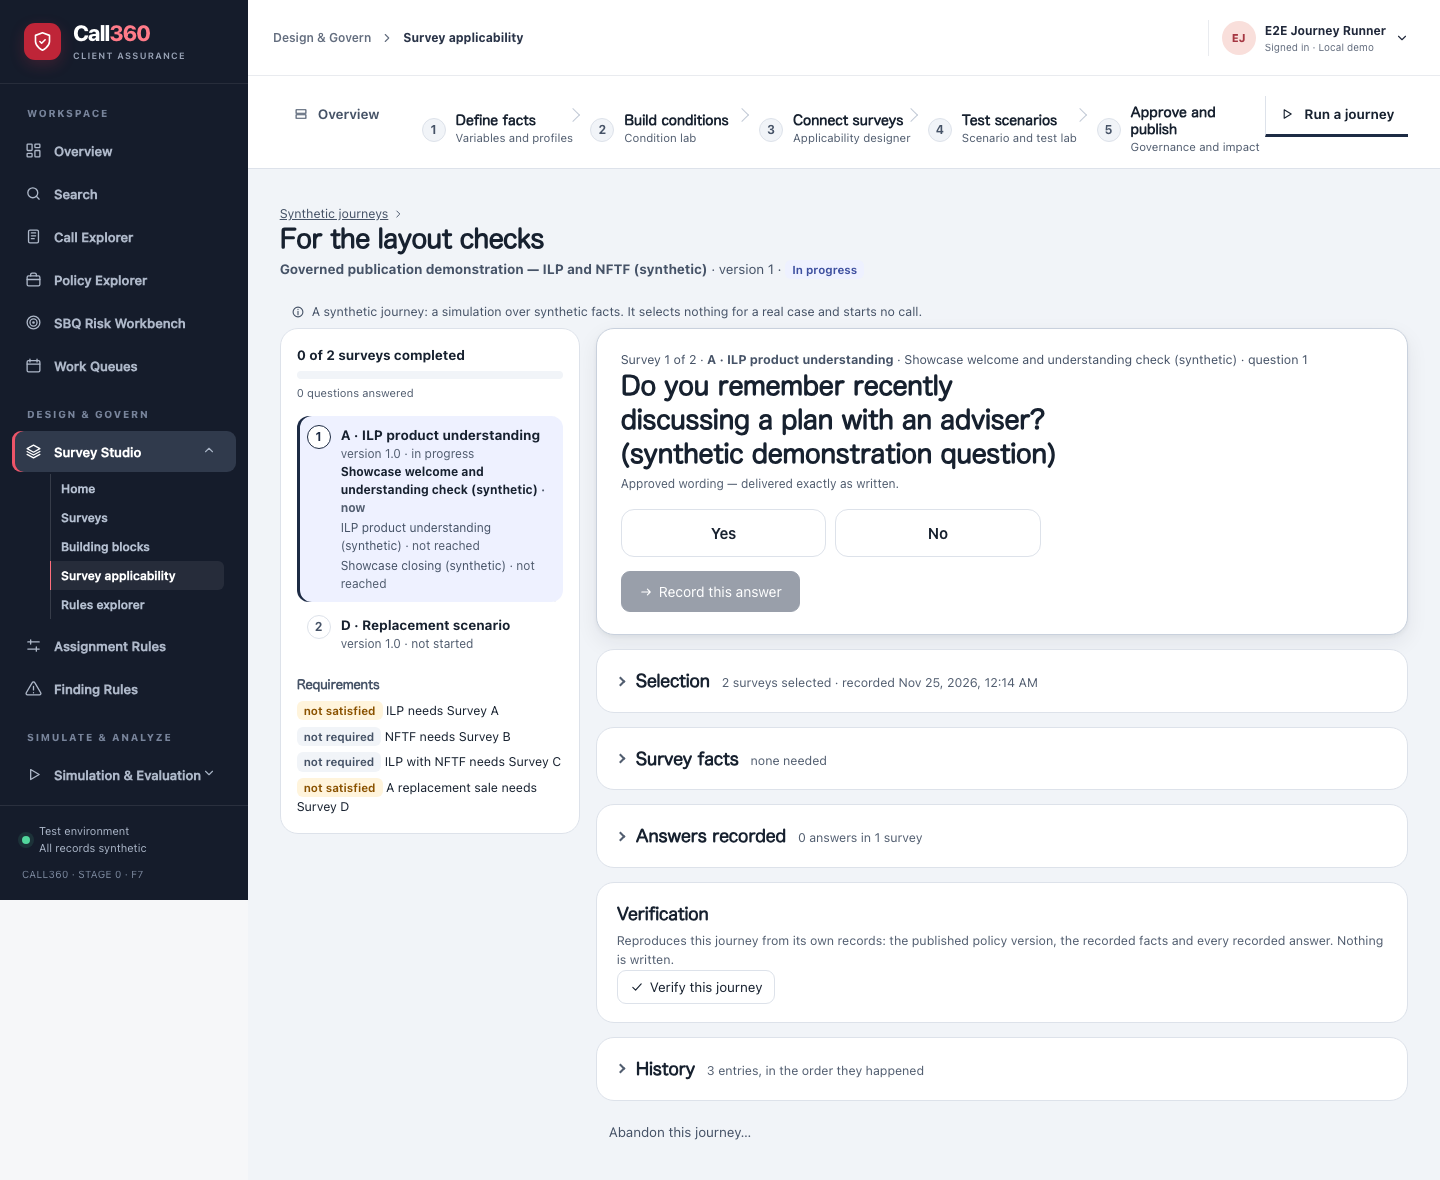 Call360
CLIENT ASSURANCE
WORKSPACE
Overview
Search
Call Explorer
Policy Explorer
SBQ Risk Workbench
Work Queues
DESIGN & GOVERN
Survey Studio
Home
Surveys
Building blocks
Survey applicability
Rules explorer
Assignment Rules
Finding Rules
SIMULATE & ANALYZE
Simulation & Evaluation
Test environment
All records synthetic
CALL360 · STAGE 0 · F7
Design & Govern > Survey applicability
EJ
E2E Journey Runner
Signed in · Local demo
Overview
1 Define facts
Variables and profiles
2 Build conditions
Condition lab
3 Connect surveys
Applicability designer
4 Test scenarios
Scenario and test lab
5 Approve and
publish
Governance and impact
Run a journey
Synthetic journeys >
For the layout checks
Governed publication demonstration — ILP and NFTF (synthetic) · version 1 · In progress
A synthetic journey: a simulation over synthetic facts. It selects nothing for a real case and starts no call.
0 of 2 surveys completed
0 questions answered
1 A · ILP product understanding
version 1.0 · in progress
Showcase welcome and
understanding check (synthetic) ·
now
ILP product understanding
(synthetic) · not reached
Showcase closing (synthetic) · not
reached
2 D · Replacement scenario
version 1.0 · not started
Requirements
not satisfied ILP needs Survey A
not required NFTF needs Survey B
not required ILP with NFTF needs Survey C
not satisfied A replacement sale needs
Survey D
Survey 1 of 2 · A · ILP product understanding · Showcase welcome and understanding check (synthetic) · question 1
Do you remember recently
discussing a plan with an adviser?
(synthetic demonstration question)
Approved wording — delivered exactly as written.
Yes
No
Record this answer
Selection 2 surveys selected · recorded Nov 25, 2026, 12:14 AM
Survey facts none needed
Answers recorded 0 answers in 1 survey
Verification
Reproduces this journey from its own records: the published policy version, the recorded facts and every recorded answer. Nothing
is written.
Verify this journey
History 3 entries, in the order they happened
Abandon this journey…